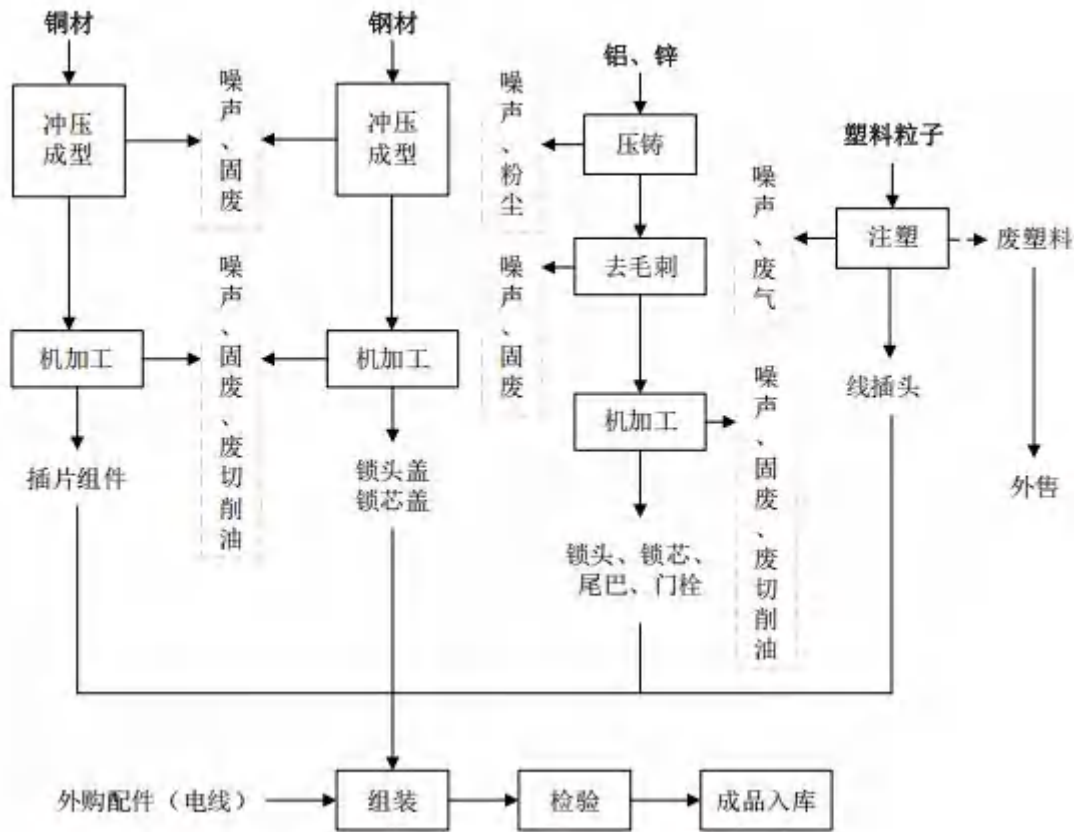 铜材
钢材
铝、锌
塑料粒子
冲压
成型
噪声、固废
冲压
成型
噪声、粉尘
压铸
注塑
废塑料
噪声、废气
去毛刺
噪声、固废
机加工
噪声、固废、废切削油
机加工
机加工
噪声、固废、废切削油
线插头
外售
插片组件
锁头盖
锁芯盖
锁头、锁芯、
尾巴、门栓
外购配件（电线）
组装
检验
成品入库